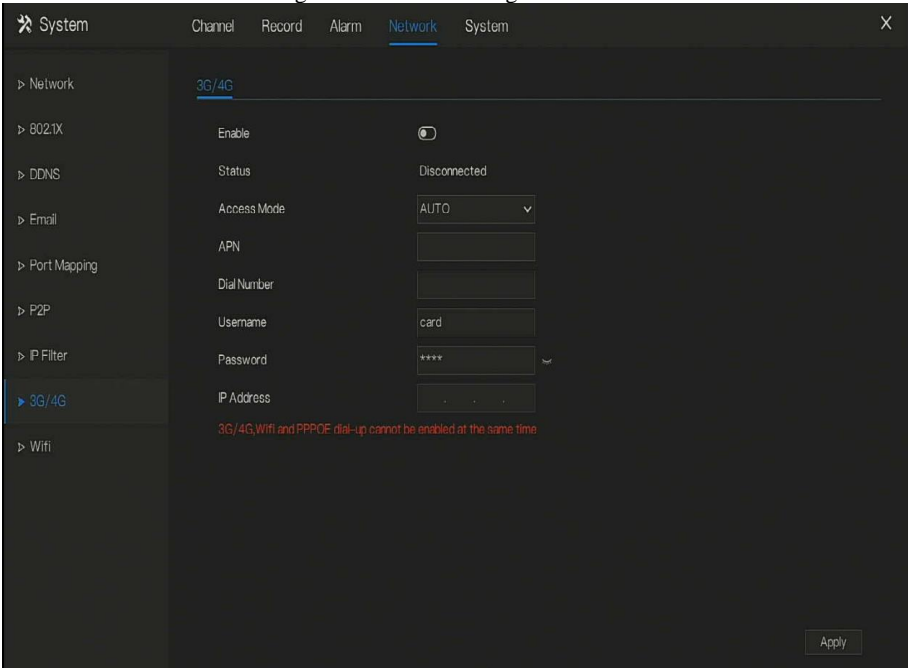 System
Channel Record Alarm Network System X
Network
802.1X
DDNS
Email
Port Mapping
P2P
IP Filter
3G/4G
Wifi
3G/4G
Enable
Status Disconnected
Access Mode AUTO
APN
Dial Number
Username card
Password ****
IP Address . . .
3G/4G,Wifi and PPPOE dial-up cannot be enabled at the same time
Apply